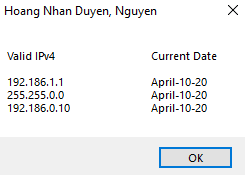 Hoang Nhan Duyen, Nguyen
Valid IPv4 Current Date
192.186.1.1 April-10-20
255.255.0.0 April-10-20
192.186.0.10 April-10-20
OK